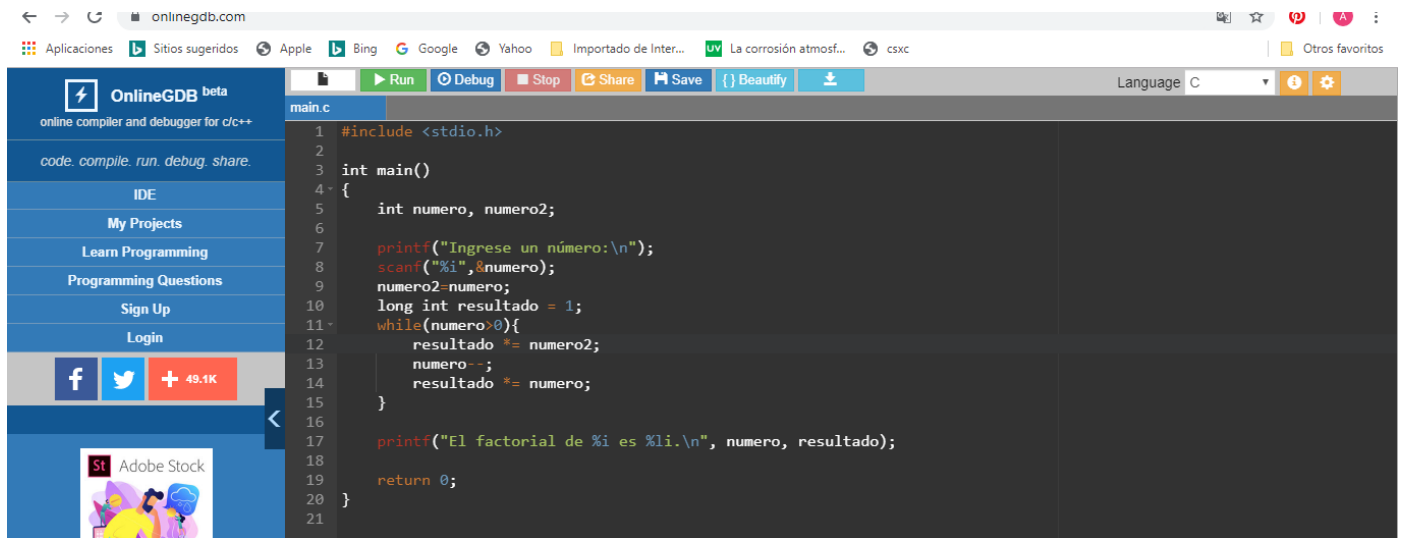 onlinegdb.com
Aplicaciones Sitios sugeridos Apple Bing Google Yahoo Importado de Inter... La corrosión atmosf... csxc Otros favoritos
OnlineGDB beta
online compiler and debugger for c/c++
code. compile. run. debug. share.
IDE
My Projects
Learn Programming
Programming Questions
Sign Up
Login
49.1K
St Adobe Stock
Run Debug Stop Share Save {} Beautify
Language C
main.c
1 #include <stdio.h>
2
3 int main()
4 {
5     int numero, numero2;
6
7     printf("Ingrese un número:\n");
8     scanf("%i",&numero);
9     numero2=numero;
10     long int resultado = 1;
11     while(numero>0){
12         resultado *= numero2;
13         numero--;
14         resultado *= numero;
15     }
16
17     printf("El factorial de %i es %li.\n", numero, resultado);
18
19     return 0;
20 }
21